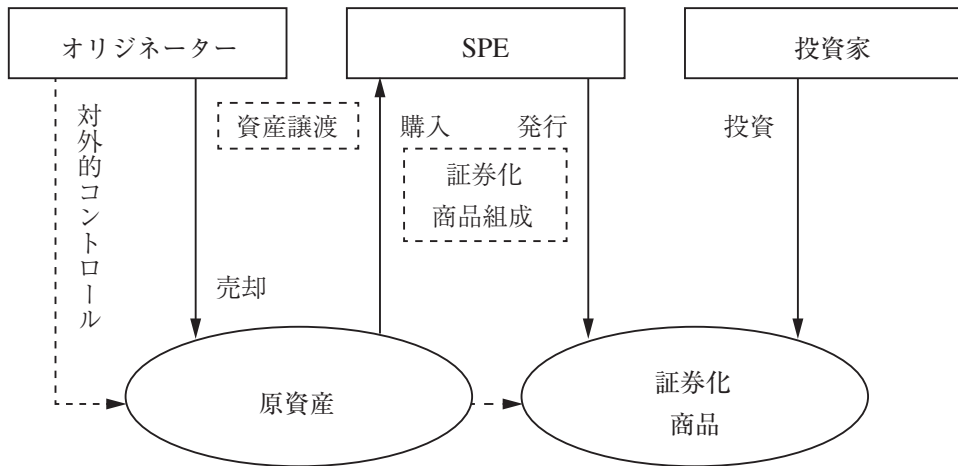 オリジネーター
SPE
投資家
対外的コントロール
資産譲渡
購入
発行
投資
証券化
商品組成
売却
原資産
証券化
商品